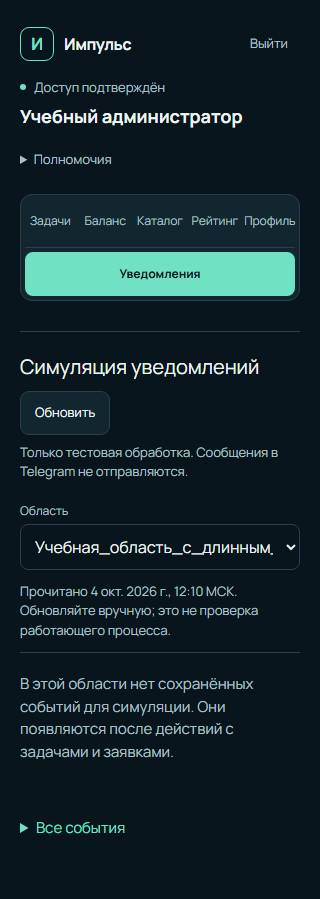 И Импульс Выйти
Доступ подтверждён
Учебный администратор
Полномочия
Задачи Баланс Каталог Рейтинг Профиль
Уведомления
Симуляция уведомлений
Обновить
Только тестовая обработка. Сообщения в
Telegram не отправляются.
Область
Учебная_область_с_длинным_
Прочитано 4 окт. 2026 г., 12:10 МСК.
Обновляйте вручную; это не проверка
работающего процесса.
В этой области нет сохранённых
событий для симуляции. Они
появляются после действий с
задачами и заявками.
Все события